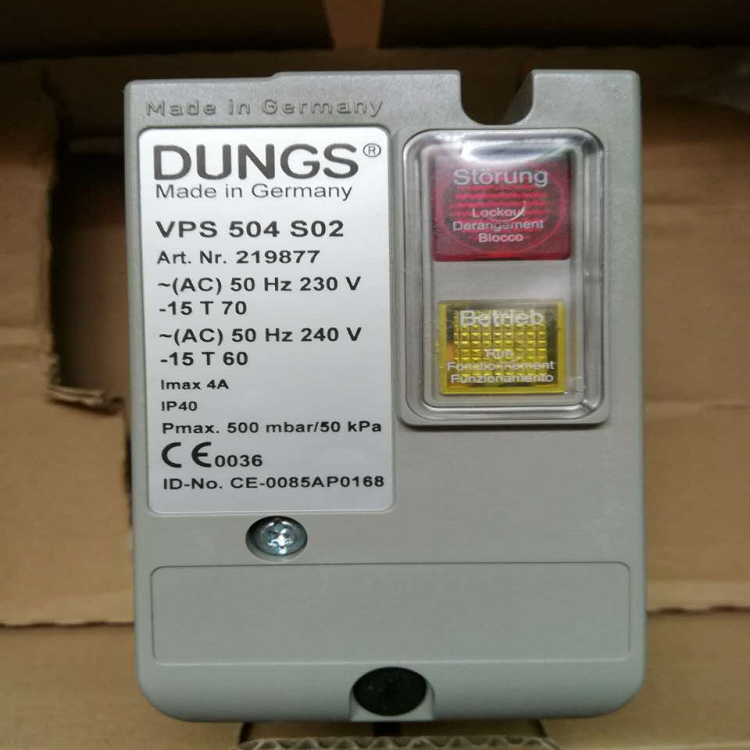 Made in Germany
DUNGS®
Made in Germany
VPS 504 S02
Art. Nr. 219877
~(AC) 50 Hz 230 V
-15 T 70
~(AC) 50 Hz 240 V
-15 T 60
Imax 4A
IP40
Pmax. 500 mbar/50 kPa
CE0036
ID-No. CE-0085AP0168
Störung
Lockout
Derangement
Blocco
Betrieb
Run
Fonctionnement
Funzionamento